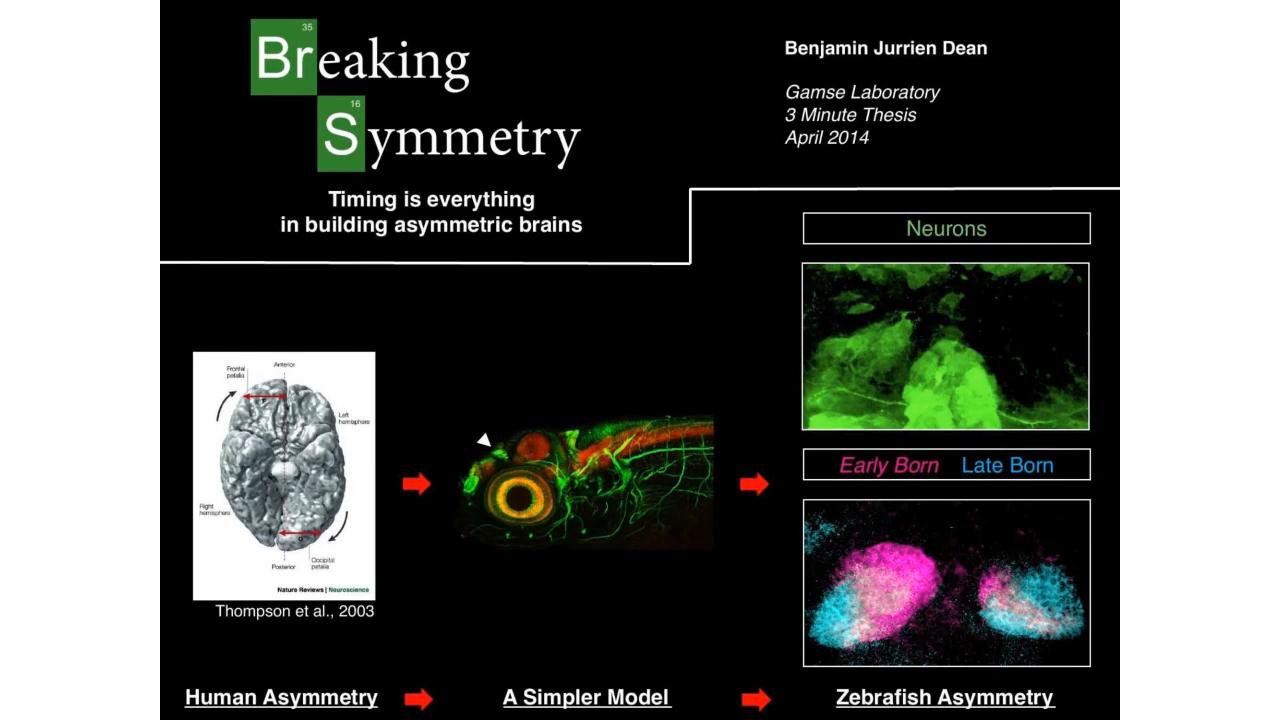 35
Breaking
16
Symmetry
Timing is everything
in building asymmetric brains
Benjamin Jurrien Dean
Gamse Laboratory
3 Minute Thesis
April 2014
Neurons
Early Born Late Born
Frontal
petalia
Anterior
Left
hemisphere
Right
hemisphere
Posterior
Occipital
petalia
Nature Reviews | Neuroscience
Thompson et al., 2003
Human Asymmetry
A Simpler Model
Zebrafish Asymmetry